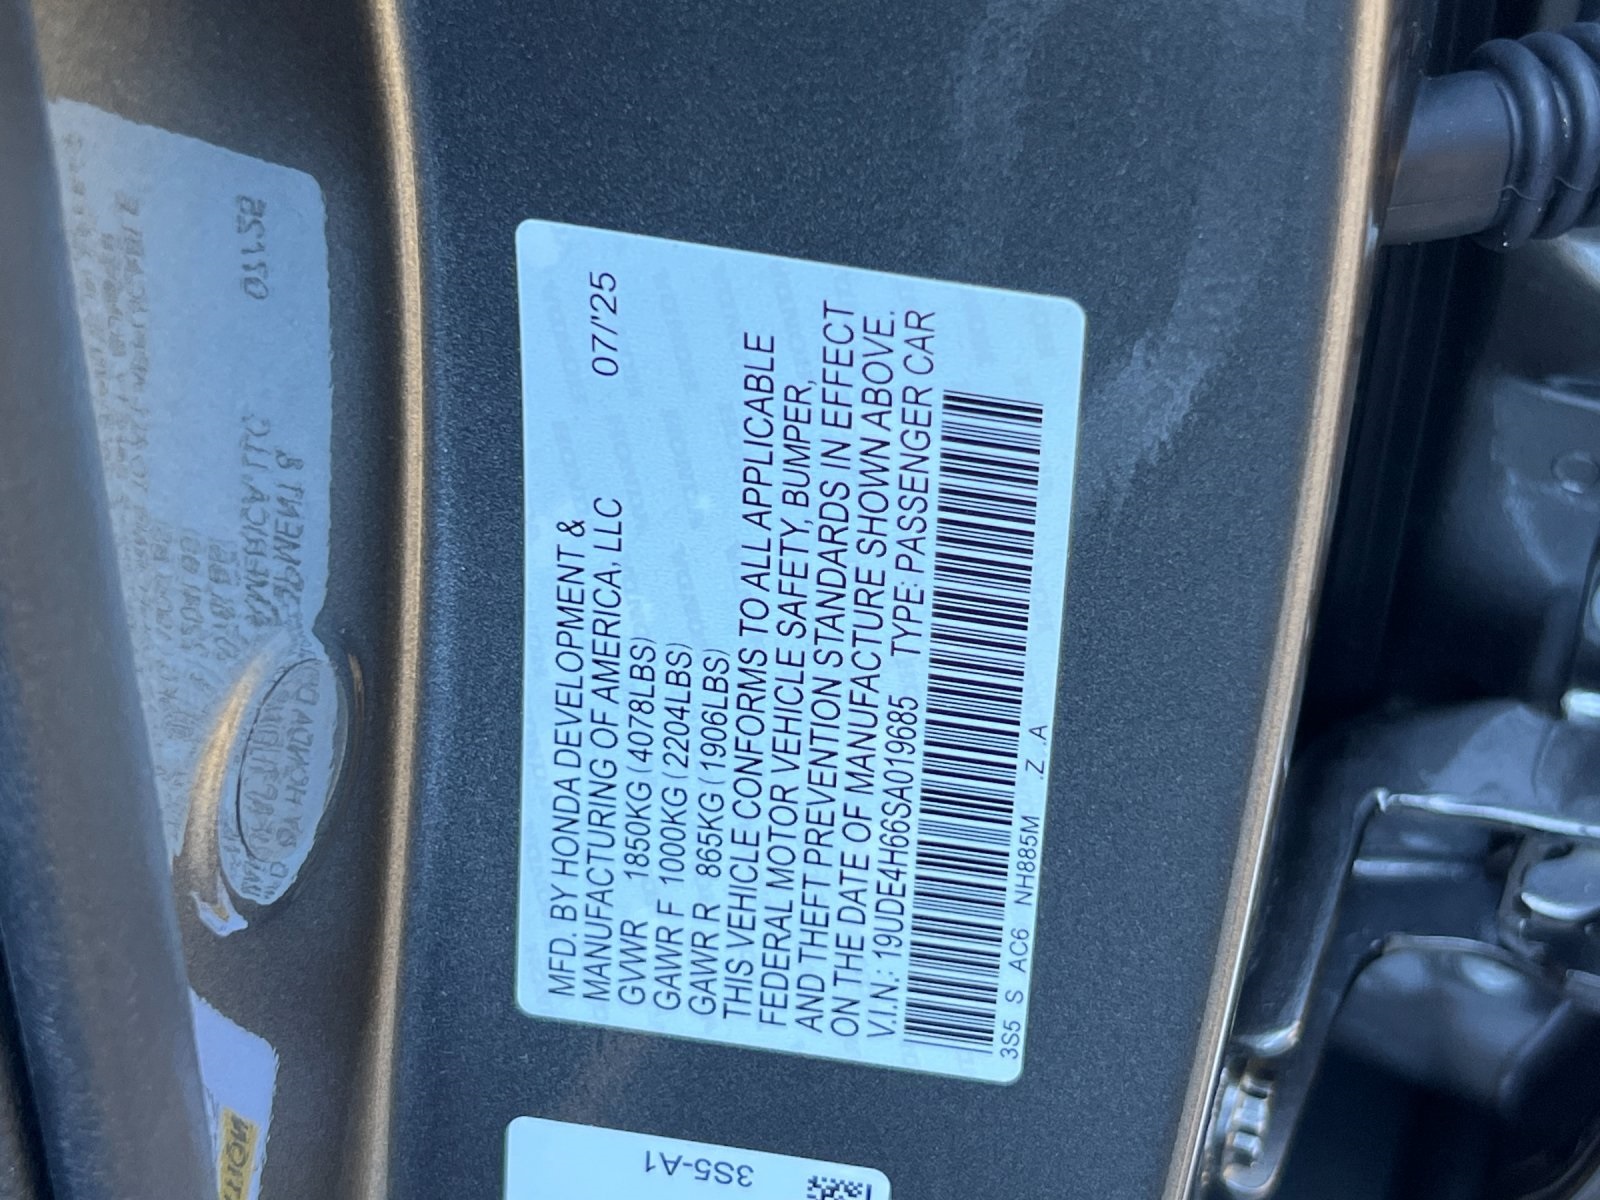 MFD. BY HONDA DEVELOPMENT &
MANUFACTURING OF AMERICA, LLC 07/'25
GVWR 1850KG (4078LBS)
GAWR F 1000KG (2204LBS)
GAWR R 865KG (1906LBS)
THIS VEHICLE CONFORMS TO ALL APPLICABLE
FEDERAL MOTOR VEHICLE SAFETY, BUMPER,
AND THEFT PREVENTION STANDARDS IN EFFECT
ON THE DATE OF MANUFACTURE SHOWN ABOVE.
V.I.N.: 19UDE4H66SA019685 TYPE: PASSENGER CAR
3S5 S AC6 NH885M .Z..A
3S5-A1